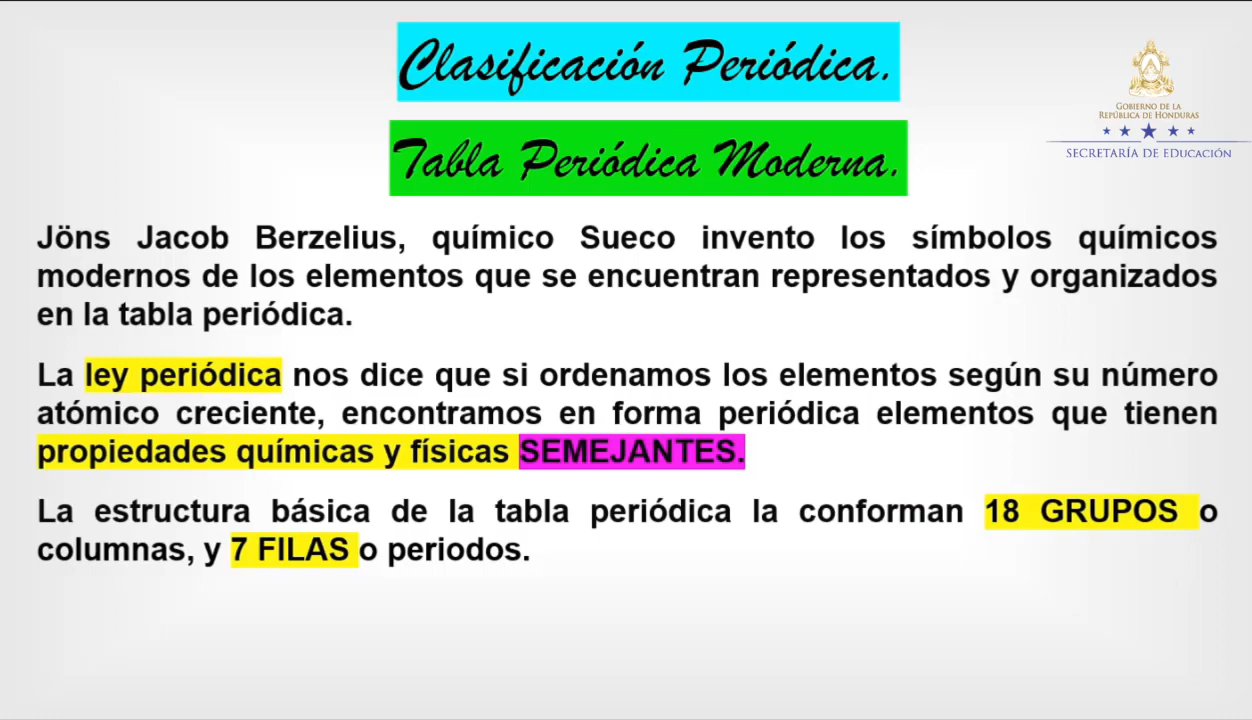 Clasificación Periódica.
GOBIERNO DE LA
REPÚBLICA DE HONDURAS
SECRETARÍA DE EDUCACIÓN
Tabla Periódica Moderna.
Jöns Jacob Berzelius, químico Sueco invento los símbolos químicos
modernos de los elementos que se encuentran representados y organizados
en la tabla periódica.
La ley periódica nos dice que si ordenamos los elementos según su número
atómico creciente, encontramos en forma periódica elementos que tienen
propiedades químicas y físicas SEMEJANTES.
La estructura básica de la tabla periódica la conforman 18 GRUPOS o
columnas, y 7 FILAS o periodos.